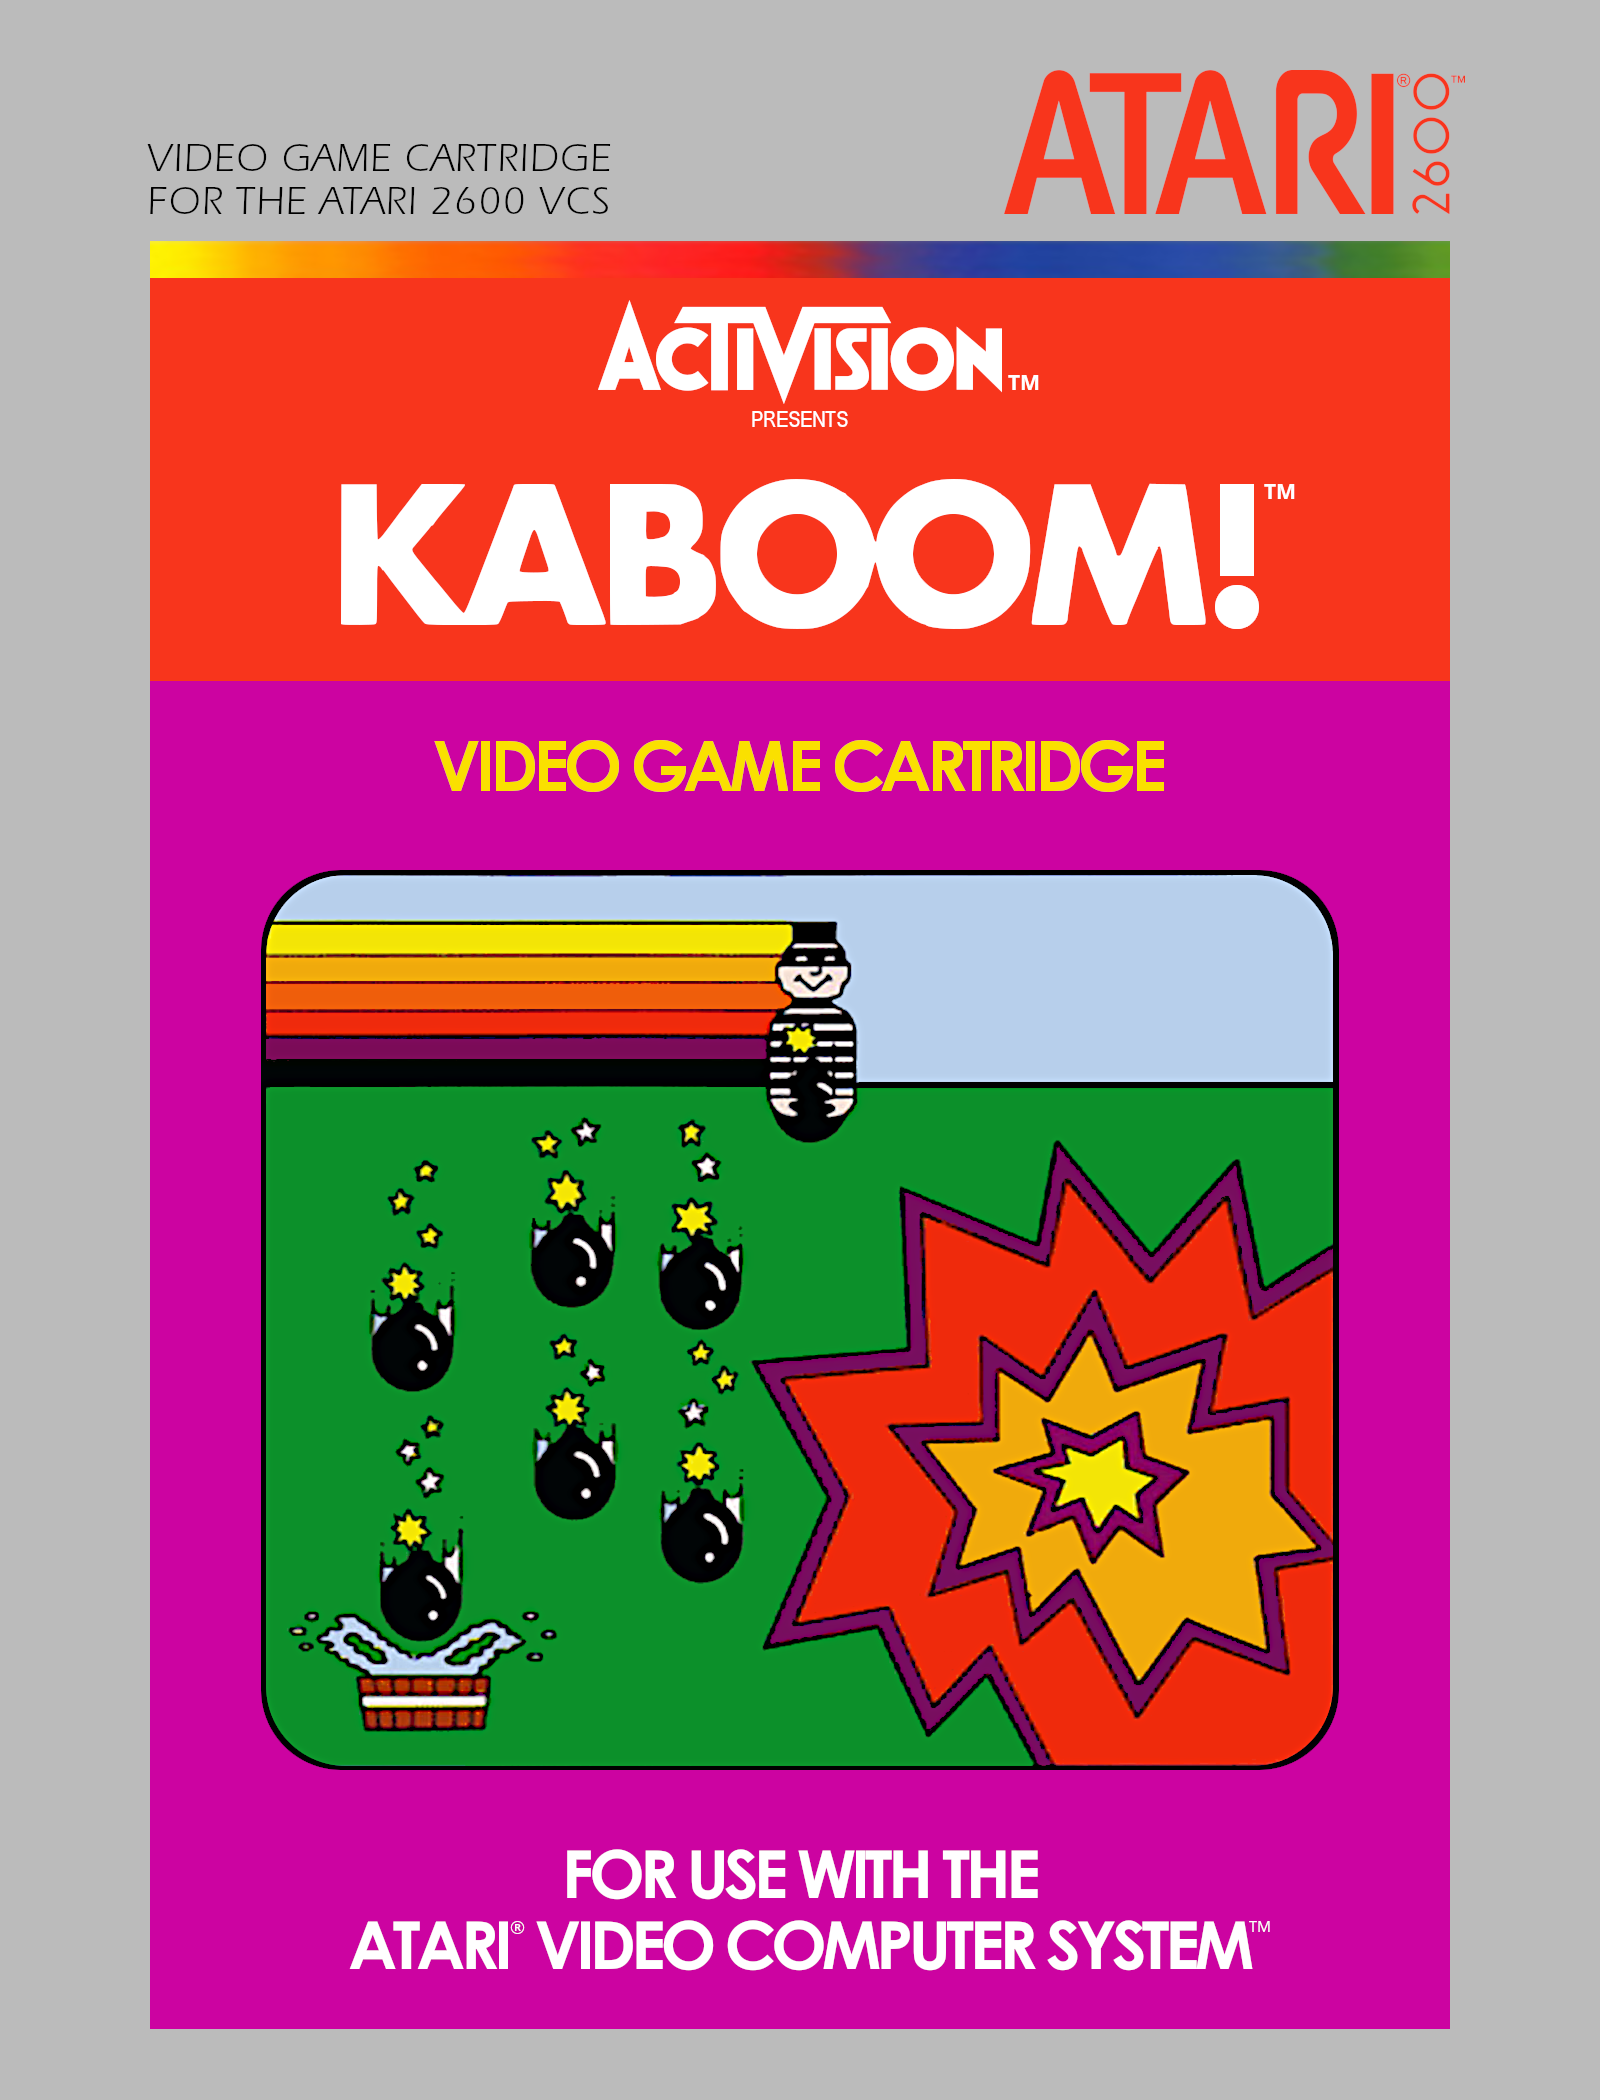 VIDEO GAME CARTRIDGE
FOR THE ATARI 2600 VCS
ATARI® 2600™
ACTIVISION™
PRESENTS
KABOOM!™
VIDEO GAME CARTRIDGE
FOR USE WITH THE
ATARI® VIDEO COMPUTER SYSTEM™